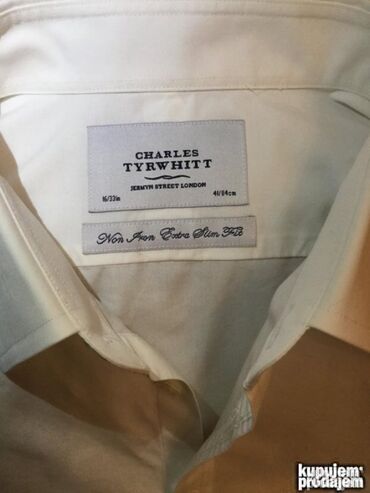 CHARLES
TYRWHITT
JERMYN STREET LONDON
16/33in 41/84cm
Non Iron Extra Slim Fit
kupujem
prodajem